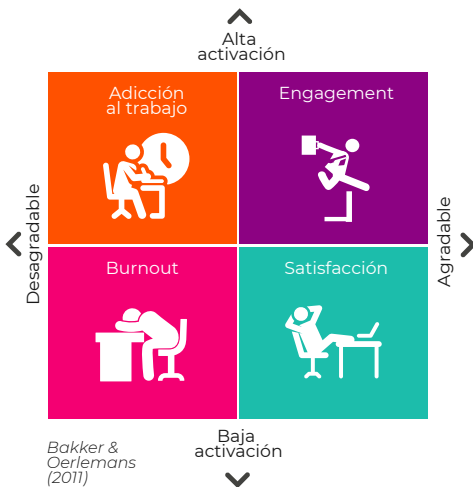 Alta
activación
Adicción
al trabajo
Engagement
Desagradable
Agradable
Burnout
Satisfacción
Baja
activación
Bakker &
Oerlemans
(2011)